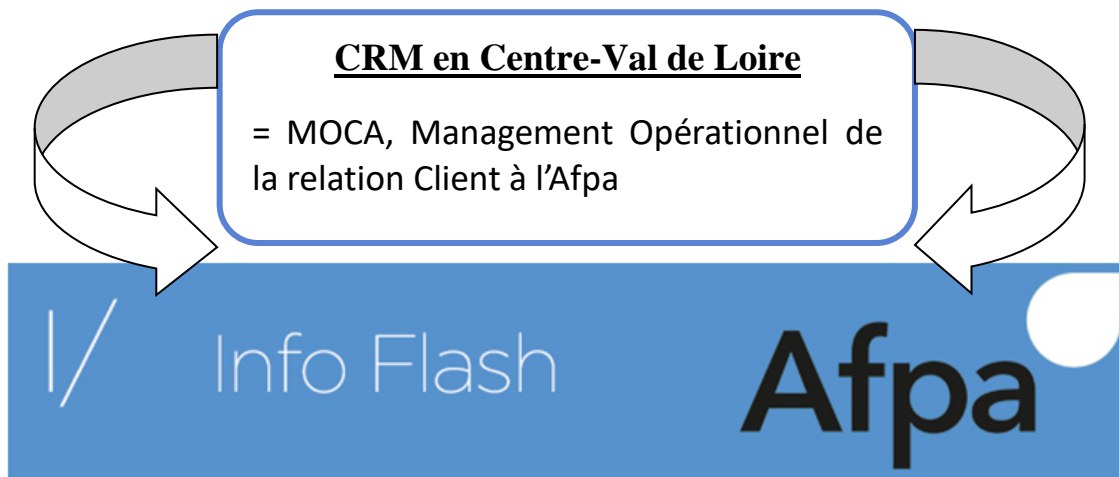 CRM en Centre-Val de Loire
= MOCA, Management Opérationnel de
la relation Client à l’Afpa
I/ Info Flash
Afpa